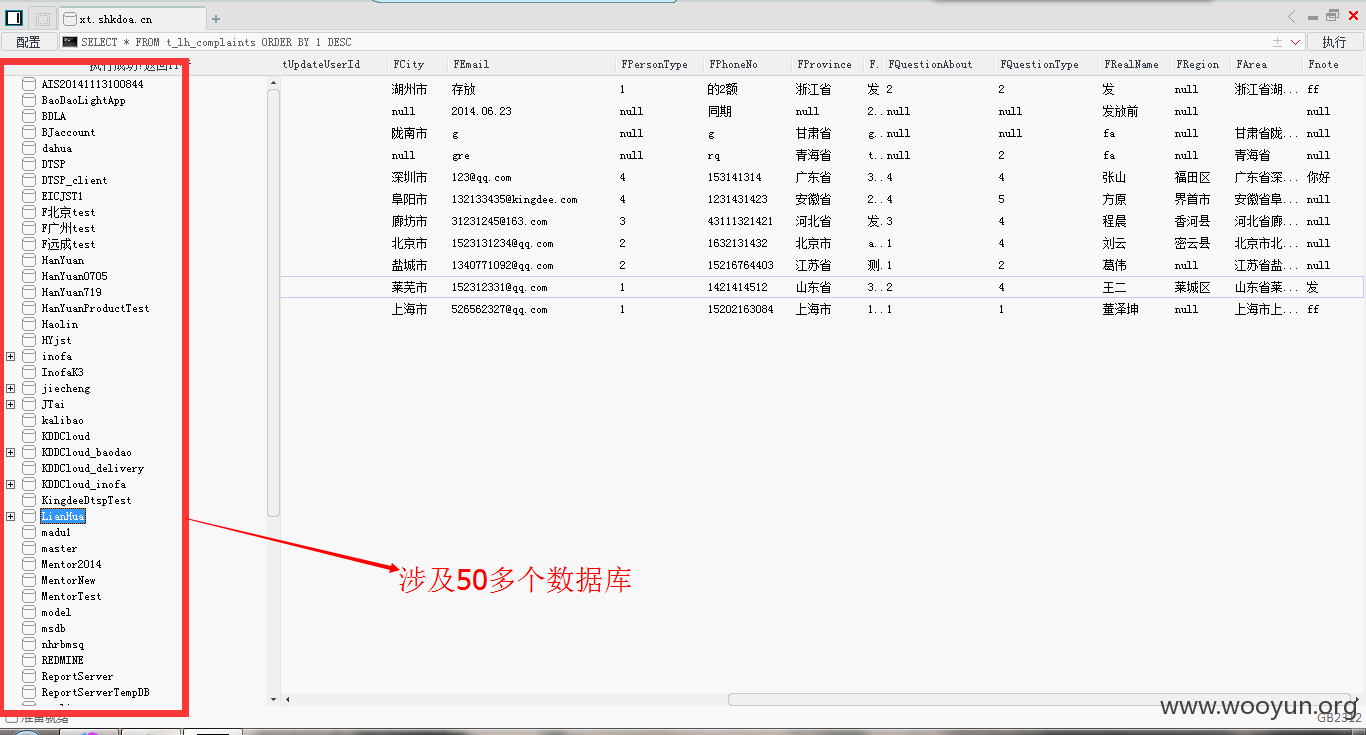 xt.shkdoa.cn
配置
SELECT * FROM t_lh_complaints ORDER BY 1 DESC
执行
tUpdateUserId FCity FEmail FPersonType FPhoneNo FProvince F. FQuestionAbout FQuestionType FRealName FRegion FArea Fnote
湖州市 存放 1 的2额 浙江省 发 2 2 发 null 浙江省湖... ff
null 2014.06.23 null 同期 null 2.. null null 发放前 null null
陇南市 g null g 甘肃省 g.. null null fa null 甘肃省陇... null
null gre null rq 青海省 t.. null 2 fa null 青海省 null
深圳市 123@qq.com 4 153141314 广东省 3.. 4 4 张山 福田区 广东省深... 你好
阜阳市 132133435@kingdee.com 4 1231431423 安徽省 2.. 4 5 方原 界首市 安徽省阜... null
廊坊市 31231245@163.com 3 43111321421 河北省 发. 3 4 程晨 香河县 河北省廊... null
北京市 1523131234@qq.com 2 1632131432 北京市 a.. 1 4 刘云 密云县 北京市北... null
盐城市 1340771092@qq.com 2 15216764403 江苏省 测. 1 2 葛伟 null 江苏省盐... null
莱芜市 152312331@qq.com 1 1421414512 山东省 3.. 2 4 王二 莱城区 山东省莱... 发
上海市 526562327@qq.com 1 15202163084 上海市 1.. 1 1 董泽坤 null 上海市上... ff
AIS20141113100844
BaoDaoLightApp
BDLA
BJaccount
dahua
DTSP
DTSP_client
EICJST1
F北京test
F广州test
F远成test
HanYuan
HanYuan0705
HanYuan719
HanYuanProductTest
Haolin
HYjst
inofa
InofaK3
jiecheng
JTai
kalibao
KDDCloud
KDDCloud_baodao
KDDCloud_delivery
KDDCloud_inofa
KingdeeDtspTest
LianHua
madul
master
Mentor2014
MentorNew
MentorTest
model
msdb
nhrbmsq
REDMINE
ReportServer
ReportServerTempDB
涉及50多个数据库
www.wooyun.org
GB2312